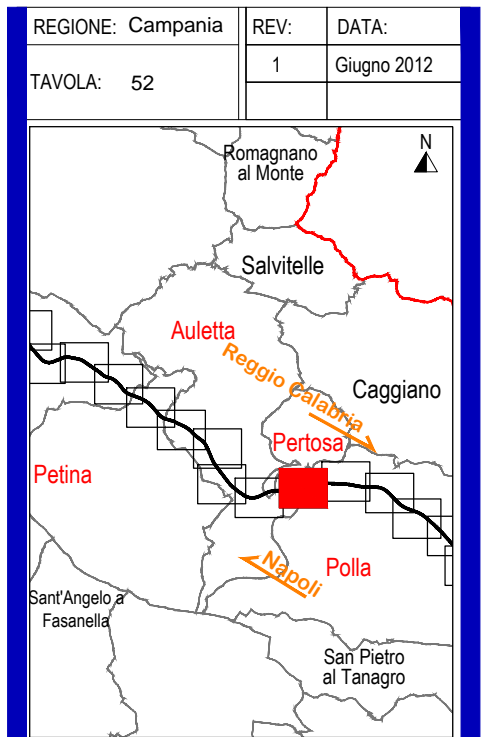 REGIONE: Campania
REV:
DATA:
TAVOLA: 52
1
Giugno 2012
N
Romagnano
al Monte
Salvitelle
Auletta
Reggio Calabria
Caggiano
Pertosa
Petina
Napoli
Polla
Sant'Angelo a
Fasanella
San Pietro
al Tanagro